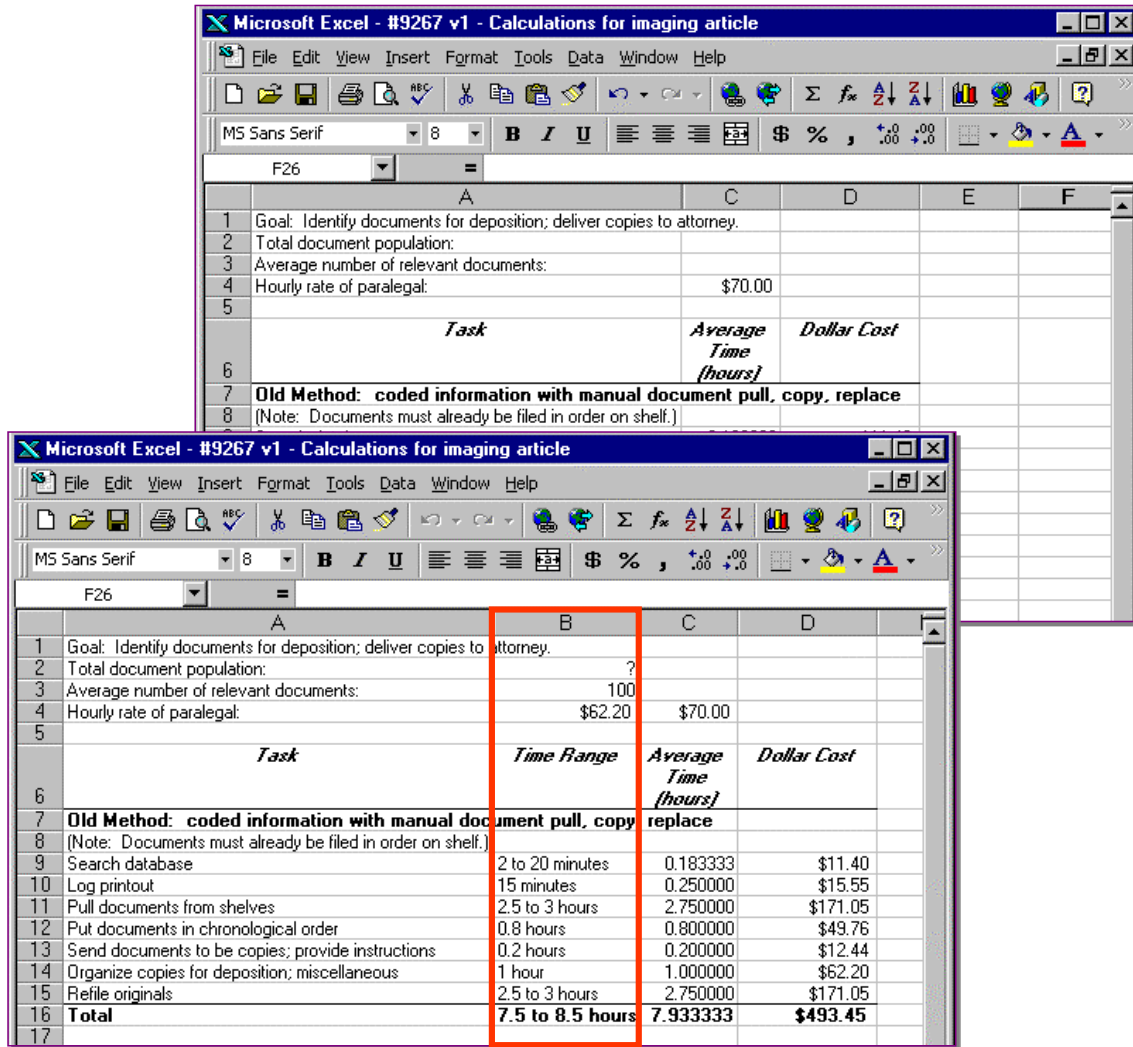 Microsoft Excel - #9267 v1 - Calculations for imaging article
File Edit View Insert Format Tools Data Window Help
MS Sans Serif 8 B I U $ % ,
F26 =
A C D E F
1 Goal: Identify documents for deposition; deliver copies to attorney.
2 Total document population:
3 Average number of relevant documents:
4 Hourly rate of paralegal: $70.00
5
6 Task Average Time (hours) Dollar Cost
7 Old Method: coded information with manual document pull, copy, replace
8 (Note: Documents must already be filed in order on shelf.)
Microsoft Excel - #9267 v1 - Calculations for imaging article
File Edit View Insert Format Tools Data Window Help
MS Sans Serif 8 B I U $ % ,
F26 =
A B C D
1 Goal: Identify documents for deposition; deliver copies to attorney.
2 Total document population: ?
3 Average number of relevant documents: 100
4 Hourly rate of paralegal: $62.20 $70.00
5
6 Task Time Range Average Time (hours) Dollar Cost
7 Old Method: coded information with manual document pull, copy replace
8 (Note: Documents must already be filed in order on shelf.)
9 Search database 2 to 20 minutes 0.183333 $11.40
10 Log printout 15 minutes 0.250000 $15.55
11 Pull documents from shelves 2.5 to 3 hours 2.750000 $171.05
12 Put documents in chronological order 0.8 hours 0.800000 $49.76
13 Send documents to be copies; provide instructions 0.2 hours 0.200000 $12.44
14 Organize copies for deposition; miscellaneous 1 hour 1.000000 $62.20
15 Refile originals 2.5 to 3 hours 2.750000 $171.05
16 Total 7.5 to 8.5 hours 7.933333 $493.45
17